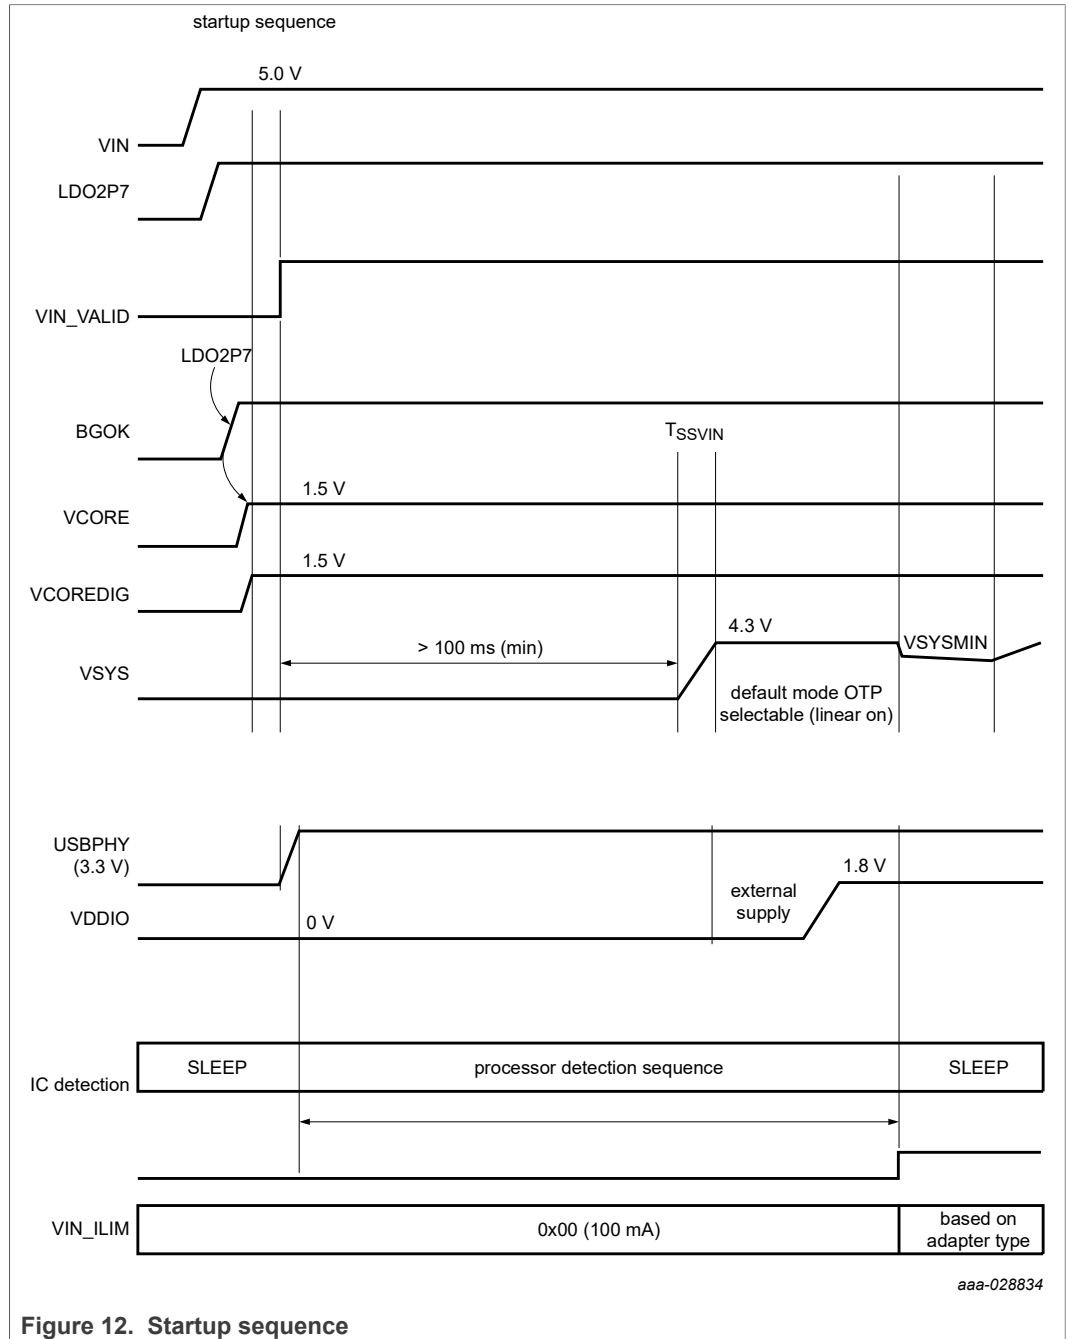 startup sequence
5.0 V
VIN
LDO2P7
VIN_VALID
LDO2P7
BGOK
TSSVIN
1.5 V
VCORE
1.5 V
VCOREDIG
4.3 V
> 100 ms (min)
VSYSMIN
VSYS
default mode OTP
selectable (linear on)
USBPHY
(3.3 V)
1.8 V
external
supply
VDDIO
0 V
SLEEP
processor detection sequence
SLEEP
IC detection
VIN_ILIM
0x00 (100 mA)
based on
adapter type
aaa-028834
Figure 12. Startup sequence